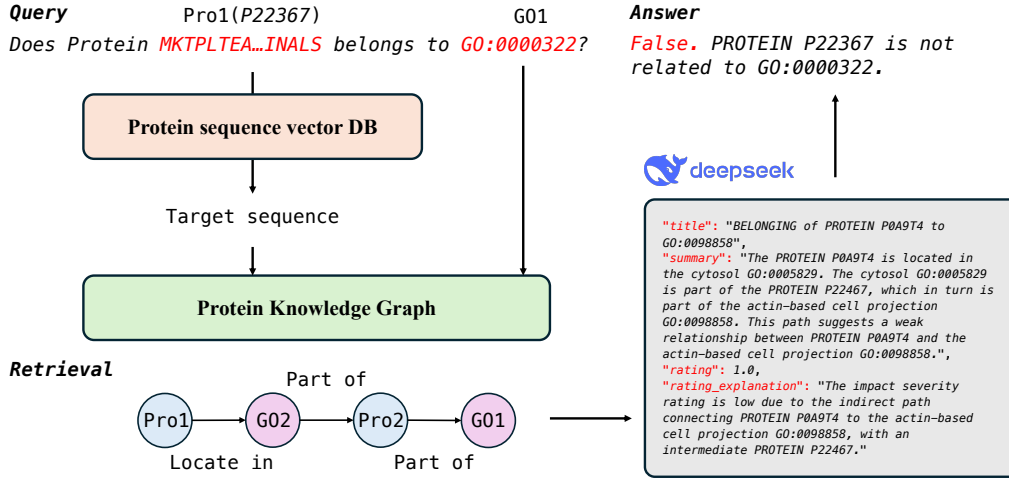 Query
Pro1(P22367)
GO1
Does Protein MKTPLTEA…INALS belongs to GO:0000322?
Protein sequence vector DB
Target sequence
Protein Knowledge Graph
Retrieval
Part of
Pro1
GO2
Pro2
GO1
Locate in
Part of
Answer
False. PROTEIN P22367 is not
related to GO:0000322.
deepseek
"title": "BELONGING of PROTEIN P0A9T4 to
GO:0098858",
"summary": "The PROTEIN P0A9T4 is located in
the cytosol GO:0005829. The cytosol GO:0005829
is part of the PROTEIN P22467, which in turn is
part of the actin-based cell projection
GO:0098858. This path suggests a weak
relationship between PROTEIN P0A9T4 and the
actin-based cell projection GO:0098858.",
"rating": 1.0,
"rating_explanation": "The impact severity
rating is low due to the indirect path
connecting PROTEIN P0A9T4 to the actin-based
cell projection GO:0098858, with an
intermediate PROTEIN P22467."